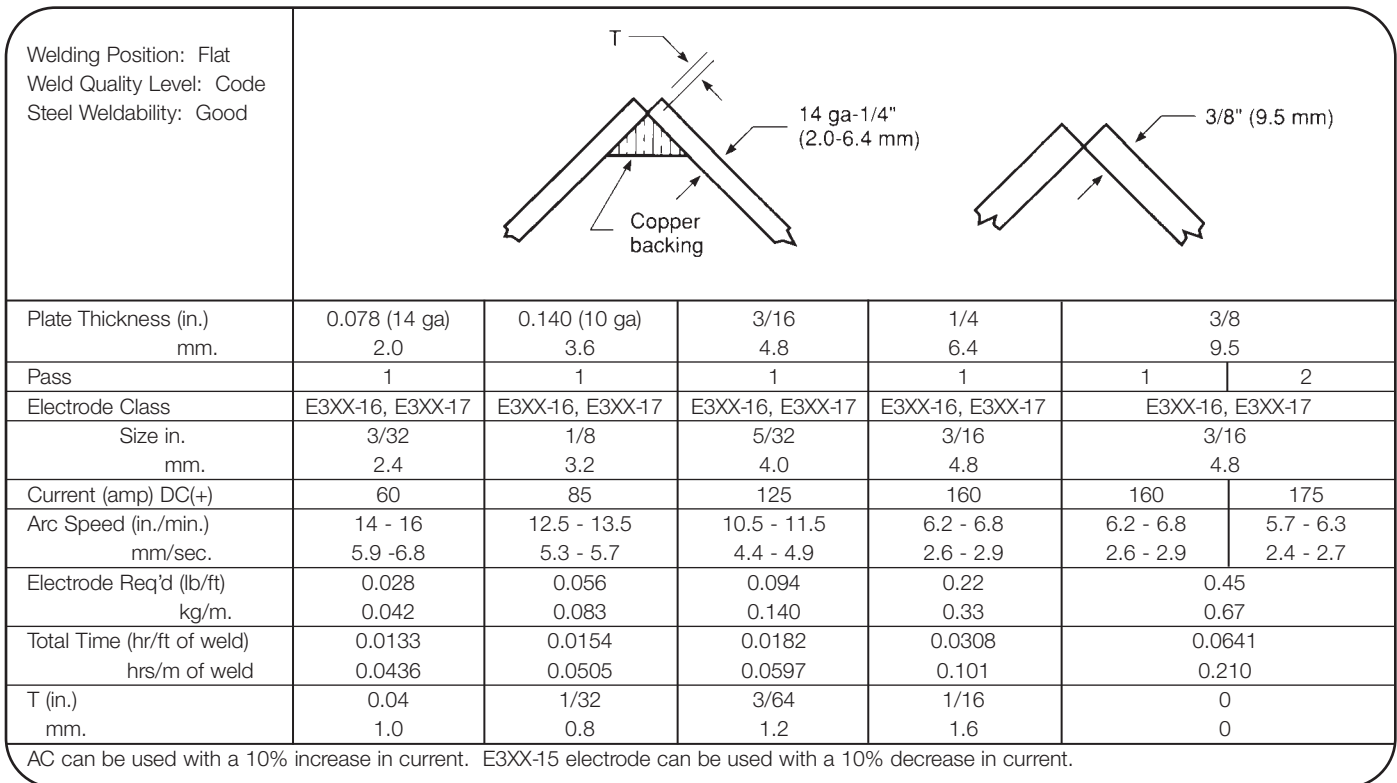 Welding Position: Flat
Weld Quality Level: Code
Steel Weldability: Good
T
14 ga-1/4"
(2.0-6.4 mm)
Copper
backing
3/8" (9.5 mm)
Plate Thickness (in.) 0.078 (14 ga) 0.140 (10 ga) 3/16 1/4 3/8
mm. 2.0 3.6 4.8 6.4 9.5
Pass 1 1 1 1 1 2
Electrode Class E3XX-16, E3XX-17 E3XX-16, E3XX-17 E3XX-16, E3XX-17 E3XX-16, E3XX-17 E3XX-16, E3XX-17
Size in. 3/32 1/8 5/32 3/16 3/16
mm. 2.4 3.2 4.0 4.8 4.8
Current (amp) DC(+) 60 85 125 160 160 175
Arc Speed (in./min.) 14 - 16 12.5 - 13.5 10.5 - 11.5 6.2 - 6.8 6.2 - 6.8 5.7 - 6.3
mm/sec. 5.9 -6.8 5.3 - 5.7 4.4 - 4.9 2.6 - 2.9 2.6 - 2.9 2.4 - 2.7
Electrode Req'd (lb/ft) 0.028 0.056 0.094 0.22 0.45
kg/m. 0.042 0.083 0.140 0.33 0.67
Total Time (hr/ft of weld) 0.0133 0.0154 0.0182 0.0308 0.0641
hrs/m of weld 0.0436 0.0505 0.0597 0.101 0.210
T (in.) 0.04 1/32 3/64 1/16 0
mm. 1.0 0.8 1.2 1.6 0
AC can be used with a 10% increase in current. E3XX-15 electrode can be used with a 10% decrease in current.